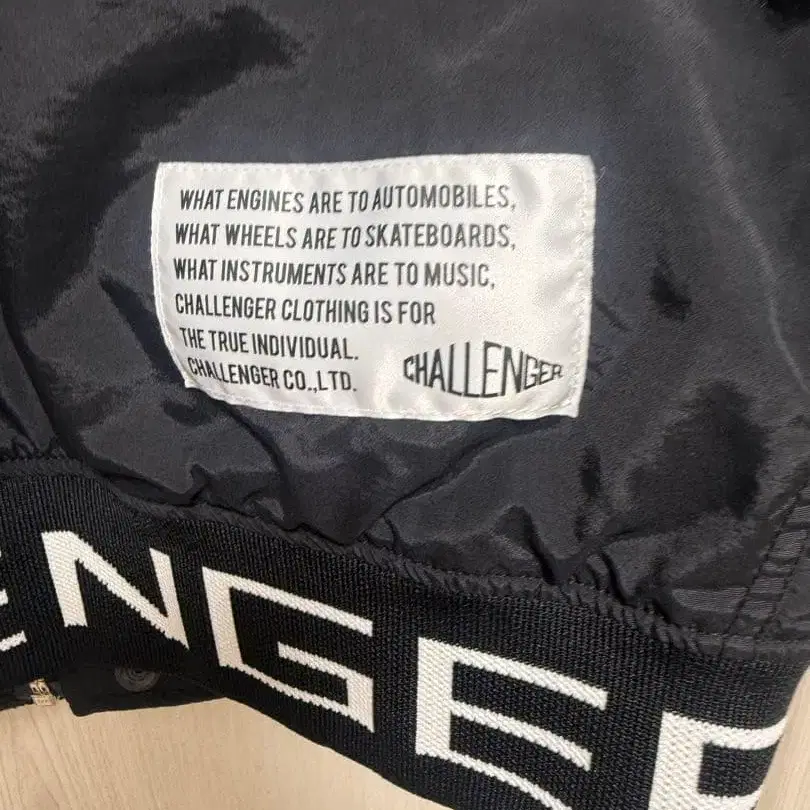 WHAT ENGINES ARE TO AUTOMOBILES,
WHAT WHEELS ARE TO SKATEBOARDS,
WHAT INSTRUMENTS ARE TO MUSIC,
CHALLENGER CLOTHING IS FOR
THE TRUE INDIVIDUAL.
CHALLENGER CO.,LTD.
CHALLENGER
ENGER